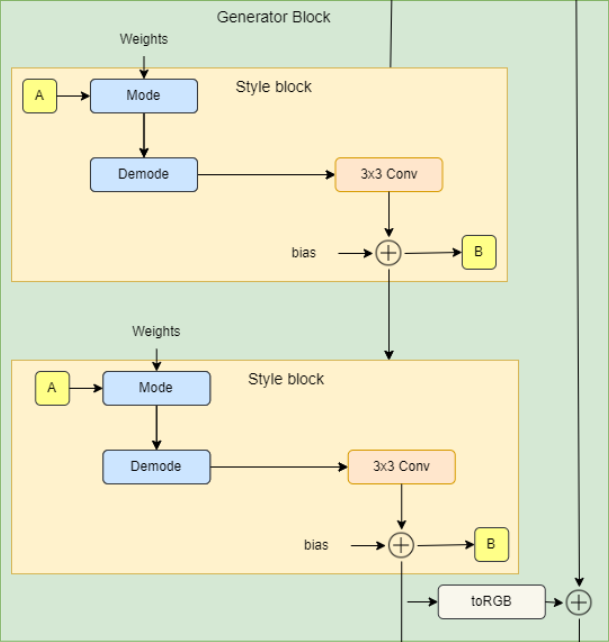 Generator Block
Weights
Style block
A
Mode
Demode
3x3 Conv
bias
B
Weights
Style block
A
Mode
Demode
3x3 Conv
bias
B
toRGB